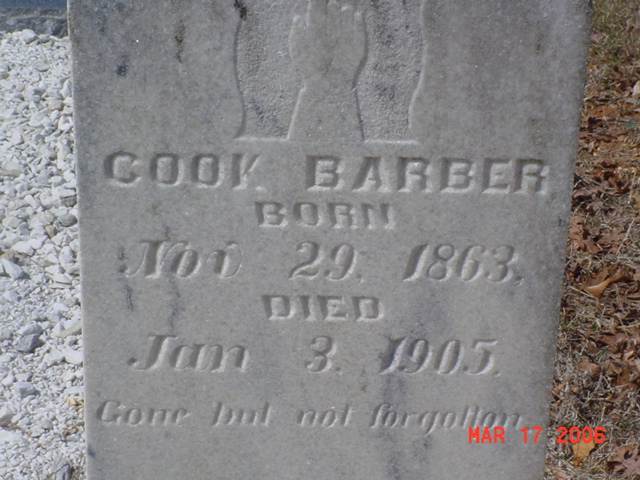 COOK BARBER
BORN
Nov 29, 1863.
DIED
Jan 3, 1905.
Gone but not forgotten.
MAR 17 2006